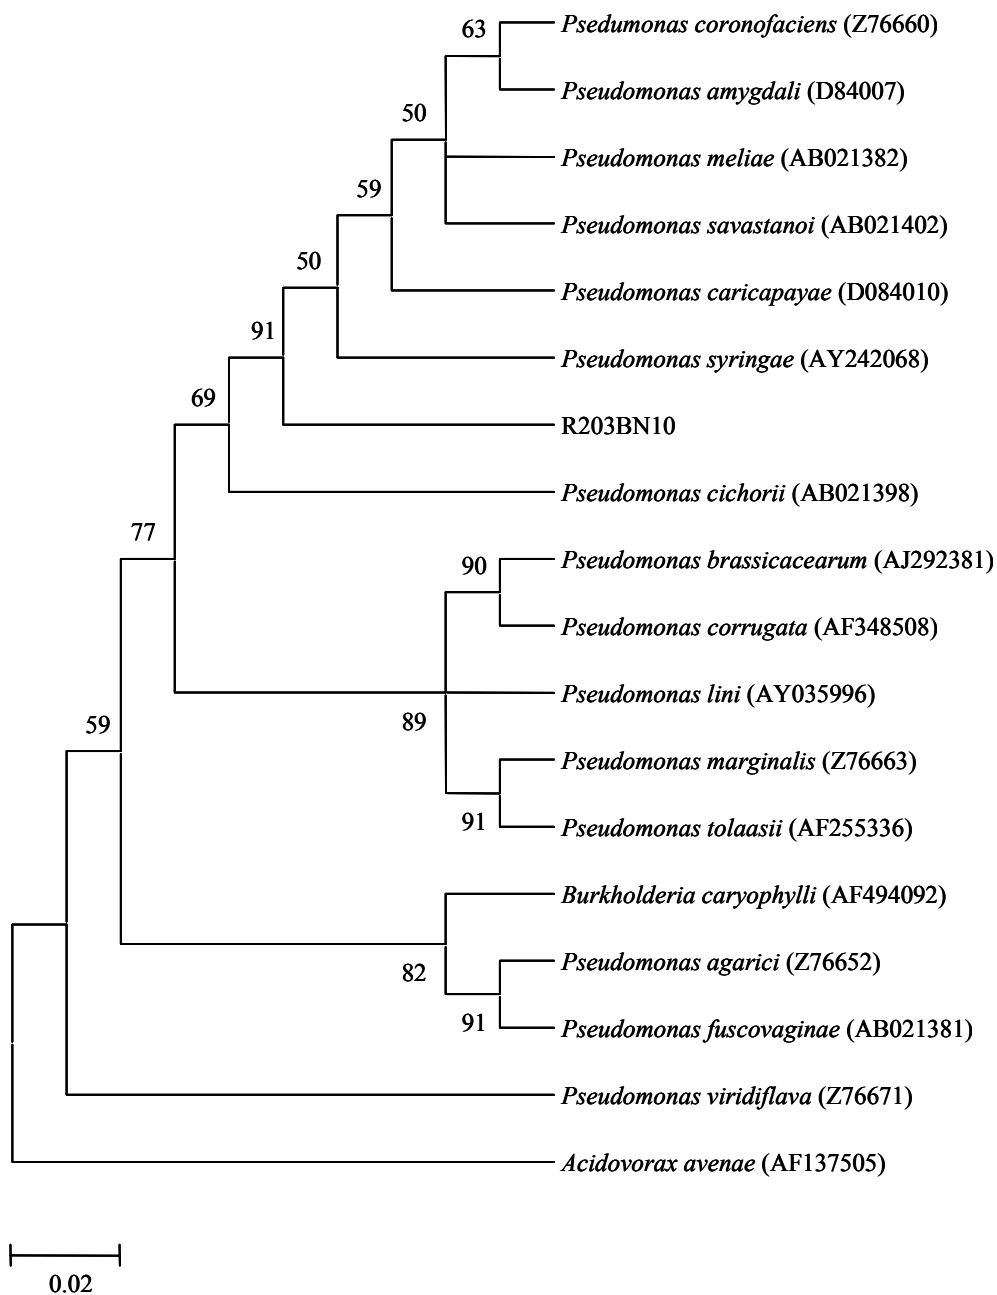 63
Psedumonas coronofaciens (Z76660)
Pseudomonas amygdali (D84007)
50
Pseudomonas meliae (AB021382)
59
Pseudomonas savastanoi (AB021402)
50
Pseudomonas caricapayae (D084010)
91
Pseudomonas syringae (AY242068)
69
R203BN10
Pseudomonas cichorii (AB021398)
77
90
Pseudomonas brassicacearum (AJ292381)
Pseudomonas corrugata (AF348508)
Pseudomonas lini (AY035996)
59
89
Pseudomonas marginalis (Z76663)
91
Pseudomonas tolaasii (AF255336)
Burkholderia caryophylli (AF494092)
82
Pseudomonas agarici (Z76652)
91
Pseudomonas fuscovaginae (AB021381)
Pseudomonas viridiflava (Z76671)
Acidovorax avenae (AF137505)
0.02